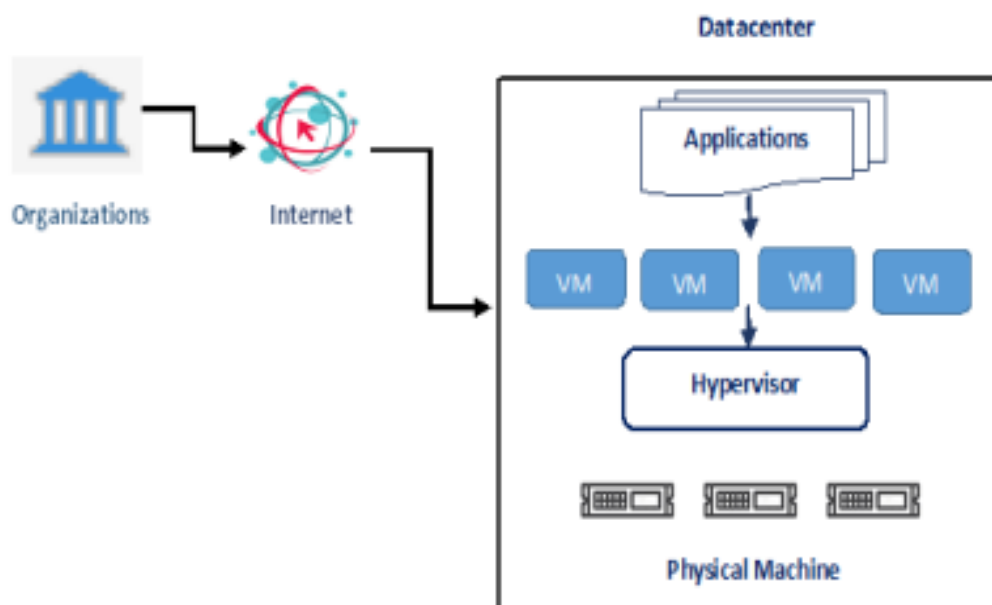 Datacenter
Organizations
Internet
Applications
VM
VM
VM
VM
Hypervisor
Physical Machine